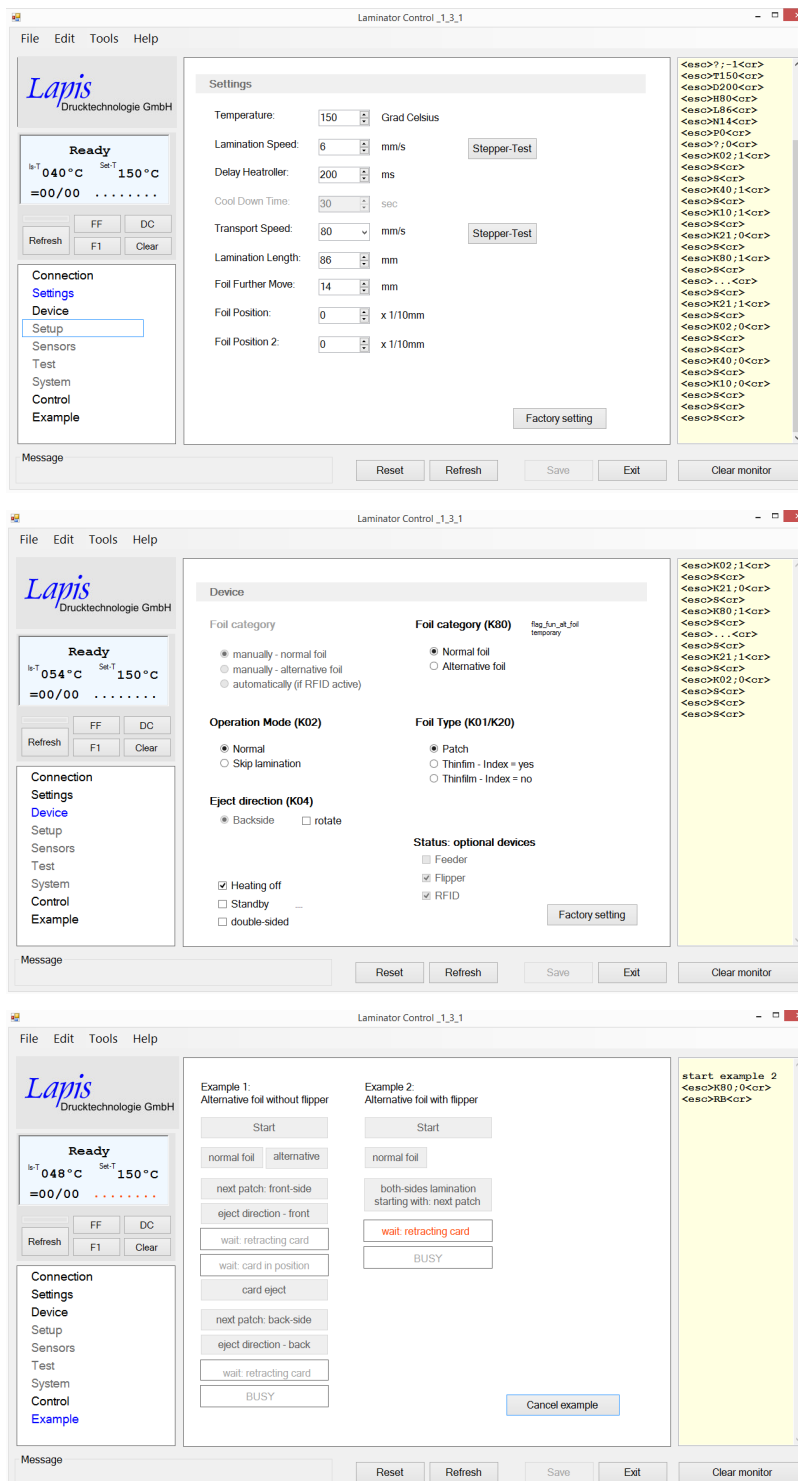 Laminator Control _1_3_1
File Edit Tools Help
Lapis
Drucktechnologie GmbH
Ready
Is-T 040°C Set-T 150°C
=00/00 ........
FF DC
Refresh F1 Clear
Connection
Settings
Device
Setup
Sensors
Test
System
Control
Example
Settings
Temperature: 150 Grad Celsius
Lamination Speed: 6 mm/s Stepper-Test
Delay Heatroller: 200 ms
Cool Down Time: 30 sec
Transport Speed: 80 mm/s Stepper-Test
Lamination Length: 86 mm
Foil Further Move: 14 mm
Foil Position: 0 x 1/10mm
Foil Position 2: 0 x 1/10mm
Factory setting
<esc>?;-1<cr>
<esc>T150<cr>
<esc>D200<cr>
<esc>H80<cr>
<esc>L86<cr>
<esc>N14<cr>
<esc>P0<cr>
<esc>?;0<cr>
<esc>K02;1<cr>
<esc>S<cr>
<esc>S<cr>
<esc>K40;1<cr>
<esc>S<cr>
<esc>K10;1<cr>
<esc>S<cr>
<esc>K21;0<cr>
<esc>S<cr>
<esc>K80;1<cr>
<esc>S<cr>
<esc>...<cr>
<esc>S<cr>
<esc>K21;1<cr>
<esc>S<cr>
<esc>K02;0<cr>
<esc>S<cr>
<esc>S<cr>
<esc>K40;0<cr>
<esc>S<cr>
<esc>K10;0<cr>
<esc>S<cr>
<esc>S<cr>
<esc>S<cr>
Message
Reset Refresh Save Exit Clear monitor
Laminator Control _1_3_1
File Edit Tools Help
Lapis
Drucktechnologie GmbH
Ready
Is-T 054°C Set-T 150°C
=00/00 ........
FF DC
Refresh F1 Clear
Connection
Settings
Device
Setup
Sensors
Test
System
Control
Example
Device
Foil category
manually - normal foil
manually - alternative foil
automatically (if RFID active)
Foil category (K80) flag_fun_alt_foil
temporary
Normal foil
Alternative foil
Operation Mode (K02)
Normal
Skip lamination
Foil Type (K01/K20)
Patch
Thinfim - Index = yes
Thinfilm - Index = no
Eject direction (K04)
Backside rotate
Status: optional devices
Feeder
Flipper
RFID
Heating off
Standby
double-sided
Factory setting
<esc>K02;1<cr>
<esc>S<cr>
<esc>K21;0<cr>
<esc>S<cr>
<esc>K80;1<cr>
<esc>S<cr>
<esc>...<cr>
<esc>S<cr>
<esc>K21;1<cr>
<esc>S<cr>
<esc>K02;0<cr>
<esc>S<cr>
<esc>S<cr>
<esc>S<cr>
Message
Reset Refresh Save Exit Clear monitor
Laminator Control _1_3_1
File Edit Tools Help
Lapis
Drucktechnologie GmbH
Ready
Is-T 048°C Set-T 150°C
=00/00 ........
FF DC
Refresh F1 Clear
Connection
Settings
Device
Setup
Sensors
Test
System
Control
Example
Example 1:
Alternative foil without flipper
Start
normal foil alternative
next patch: front-side
eject direction - front
wait: retracting card
wait: card in position
card eject
next patch: back-side
eject direction - back
wait: retracting card
BUSY
Example 2:
Alternative foil with flipper
Start
normal foil
both-sides lamination
starting with: next patch
wait: retracting card
BUSY
Cancel example
start example 2
<esc>K80;0<cr>
<esc>RB<cr>
Message
Reset Refresh Save Exit Clear monitor